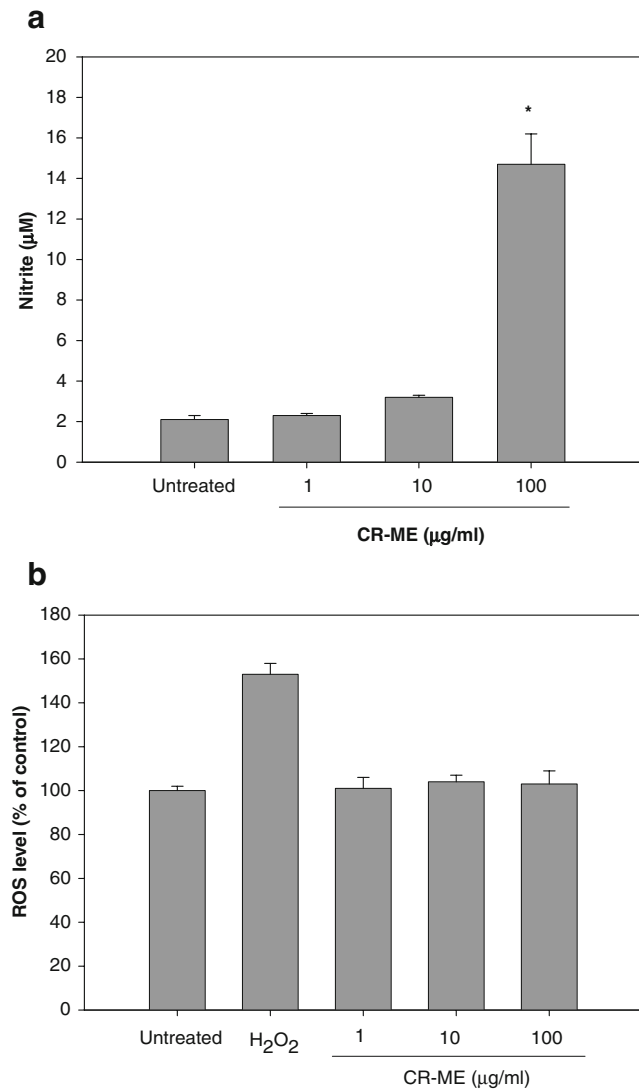 a
20
18
16
14
12
10
8
6
4
2
0
Nitrite (µM)
*
Untreated 1 10 100
CR-ME (µg/ml)
b
180
160
140
120
100
80
60
40
20
0
ROS level (% of control)
Untreated H₂O₂ 1 10 100
CR-ME (µg/ml)